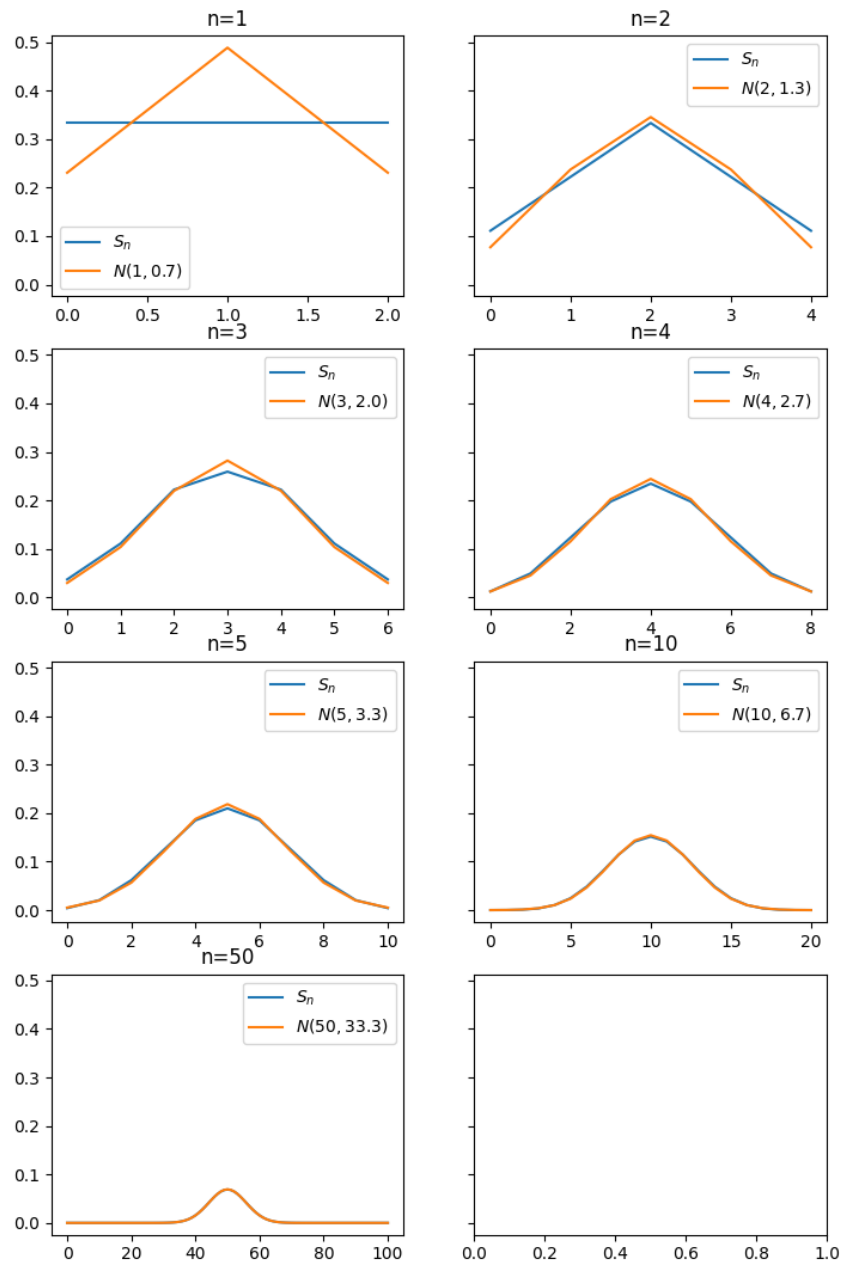 n=1
n=2
0.5
0.4
0.3
0.2
0.1
0.0
S_n
N(1, 0.7)
0.0 0.5 1.0 1.5 2.0
S_n
N(2, 1.3)
0 1 2 3 4
n=3
n=4
0.5
0.4
0.3
0.2
0.1
0.0
S_n
N(3, 2.0)
0 1 2 3 4 5 6
S_n
N(4, 2.7)
0 2 4 6 8
n=5
n=10
0.5
0.4
0.3
0.2
0.1
0.0
S_n
N(5, 3.3)
0 2 4 6 8 10
S_n
N(10, 6.7)
0 5 10 15 20
n=50
0.5
0.4
0.3
0.2
0.1
0.0
S_n
N(50, 33.3)
0 20 40 60 80 100
0.0 0.2 0.4 0.6 0.8 1.0